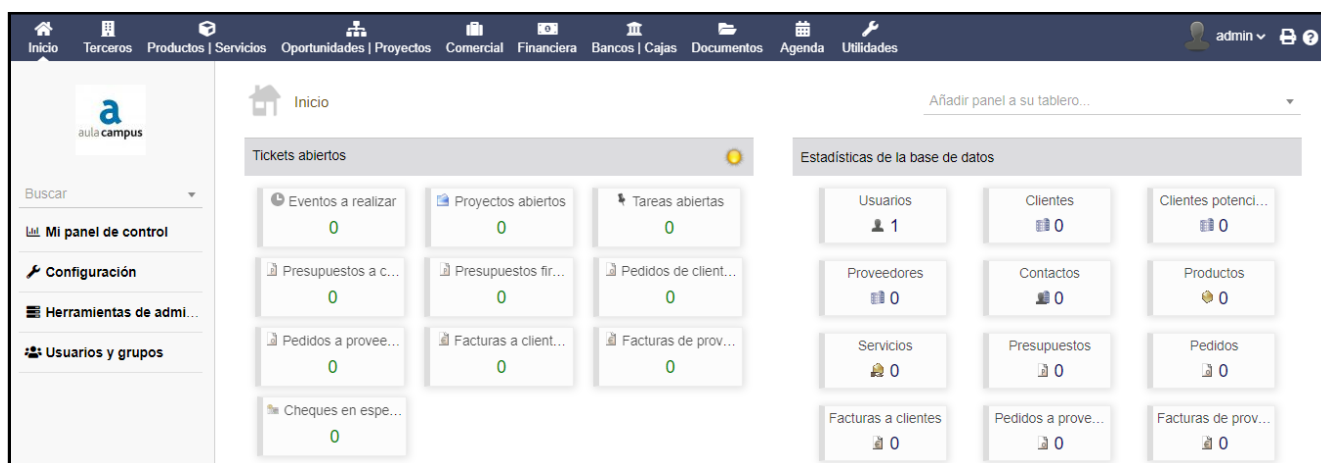 Inicio Terceros Productos | Servicios Oportunidades | Proyectos Comercial Financiera Bancos | Cajas Documentos Agenda Utilidades admin
a
aulacampus
Inicio
Añadir panel a su tablero...
Tickets abiertos
Estadísticas de la base de datos
Buscar
Mi panel de control
Configuración
Herramientas de admi...
Usuarios y grupos
Eventos a realizar Proyectos abiertos Tareas abiertas
0 0 0
Presupuestos a c... Presupuestos fir... Pedidos de client...
0 0 0
Pedidos a provee... Facturas a client... Facturas de prov...
0 0 0
Cheques en espe...
0
Usuarios Clientes Clientes potenci...
1 0 0
Proveedores Contactos Productos
0 0 0
Servicios Presupuestos Pedidos
0 0 0
Facturas a clientes Pedidos a prove... Facturas de prov...
0 0 0